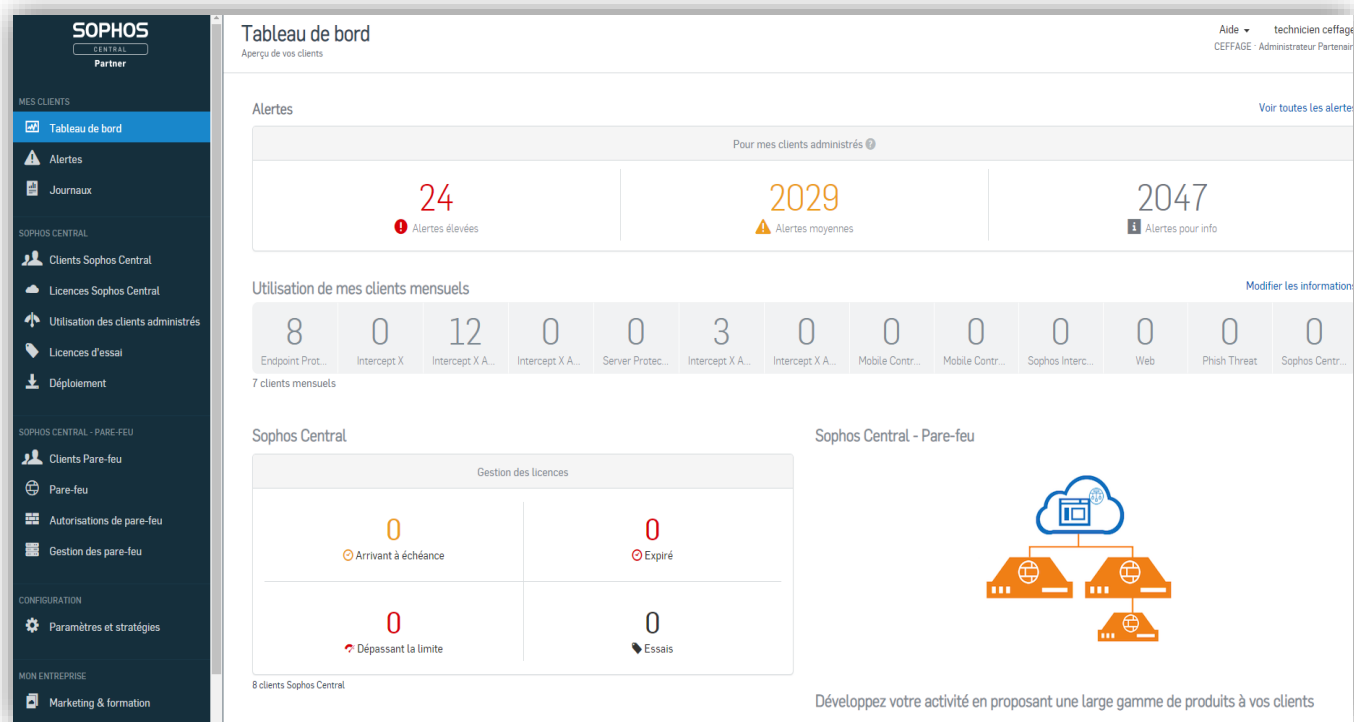 SOPHOS
CENTRAL
Partner
MES CLIENTS
Tableau de bord
Alertes
Journaux
SOPHOS CENTRAL
Clients Sophos Central
Licences Sophos Central
Utilisation des clients administrés
Licences d'essai
Déploiement
SOPHOS CENTRAL - PARE-FEU
Clients Pare-feu
Pare-feu
Autorisations de pare-feu
Gestion des pare-feu
CONFIGURATION
Paramètres et stratégies
MON ENTREPRISE
Marketing & formation
Tableau de bord
Aperçu de vos clients
Aide technicien ceffage
CEFFAGE · Administrateur Partenair
Alertes
Voir toutes les alertes
Pour mes clients administrés ?
24 2029 2047
Alertes élevées Alertes moyennes Alertes pour info
Utilisation de mes clients mensuels
Modifier les informations
8 0 12 0 0 3 0 0 0 0 0 0 0
Endpoint Prot... Intercept X Intercept X A... Intercept X A... Server Protec... Intercept X A... Intercept X A... Mobile Contr... Mobile Contr... Sophos Interc... Web Phish Threat Sophos Centr...
7 clients mensuels
Sophos Central
Gestion des licences
0 0
Arrivant à échéance Expiré
0 0
Dépassant la limite Essais
8 clients Sophos Central
Sophos Central - Pare-feu
Développez votre activité en proposant une large gamme de produits à vos clients